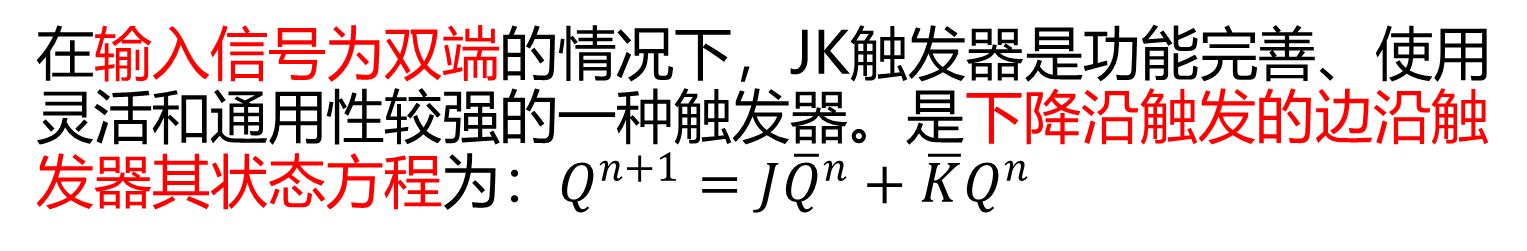 在输入信号为双端的情况下，JK触发器是功能完善、使用
灵活和通用性较强的一种触发器。是下降沿触发的边沿触
发器其状态方程为：Qⁿ⁺¹ = JQ̅ⁿ + K̅Qⁿ